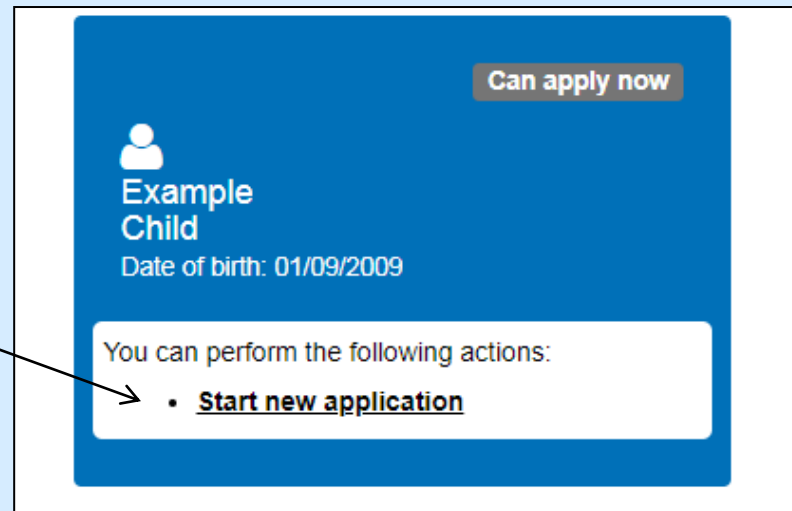 Can apply now
Example
Child
Date of birth: 01/09/2009
You can perform the following actions:
• Start new application